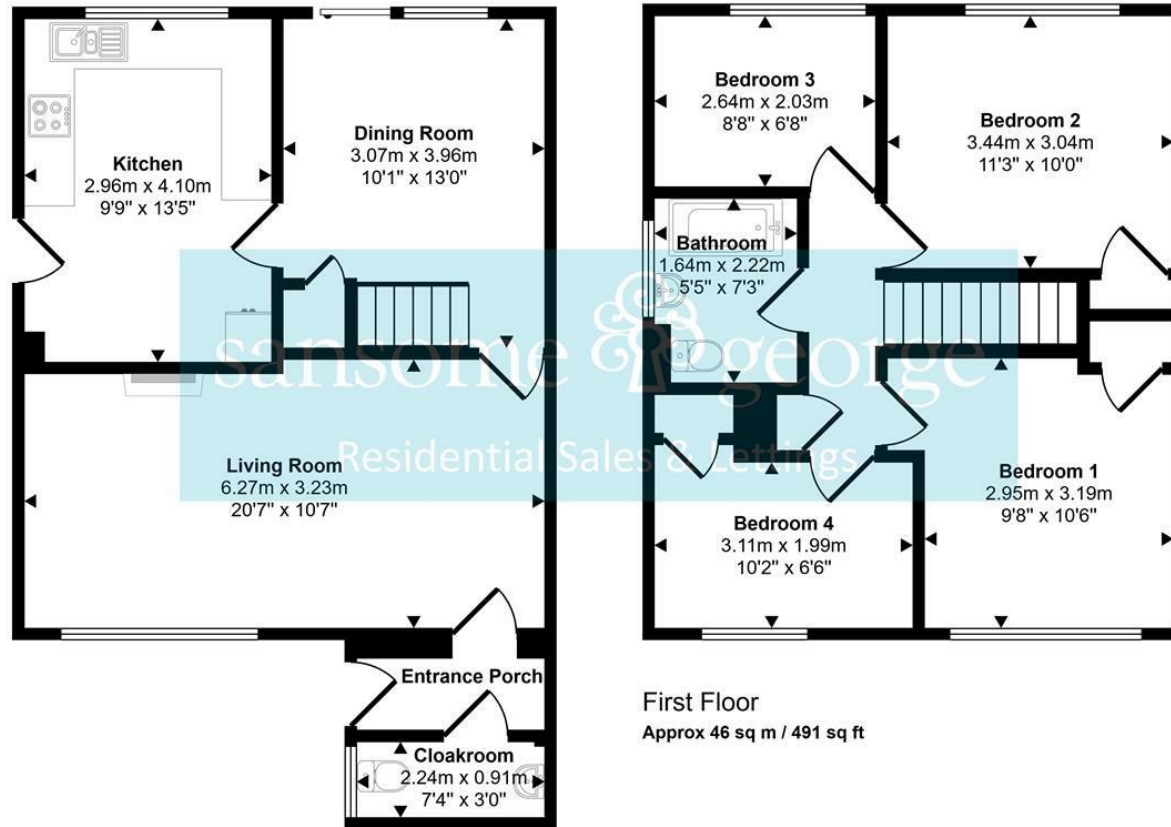 Kitchen
2.96m x 4.10m
9'9" x 13'5"
Dining Room
3.07m x 3.96m
10'1" x 13'0"
Living Room
6.27m x 3.23m
20'7" x 10'7"
Entrance Porch
Cloakroom
2.24m x 0.91m
7'4" x 3'0"
Bedroom 3
2.64m x 2.03m
8'8" x 6'8"
Bedroom 2
3.44m x 3.04m
11'3" x 10'0"
Bathroom
1.64m x 2.22m
5'5" x 7'3"
Bedroom 4
3.11m x 1.99m
10'2" x 6'6"
Bedroom 1
2.95m x 3.19m
9'8" x 10'6"
First Floor
Approx 46 sq m / 491 sq ft
sansome george
Residential Sales & Lettings